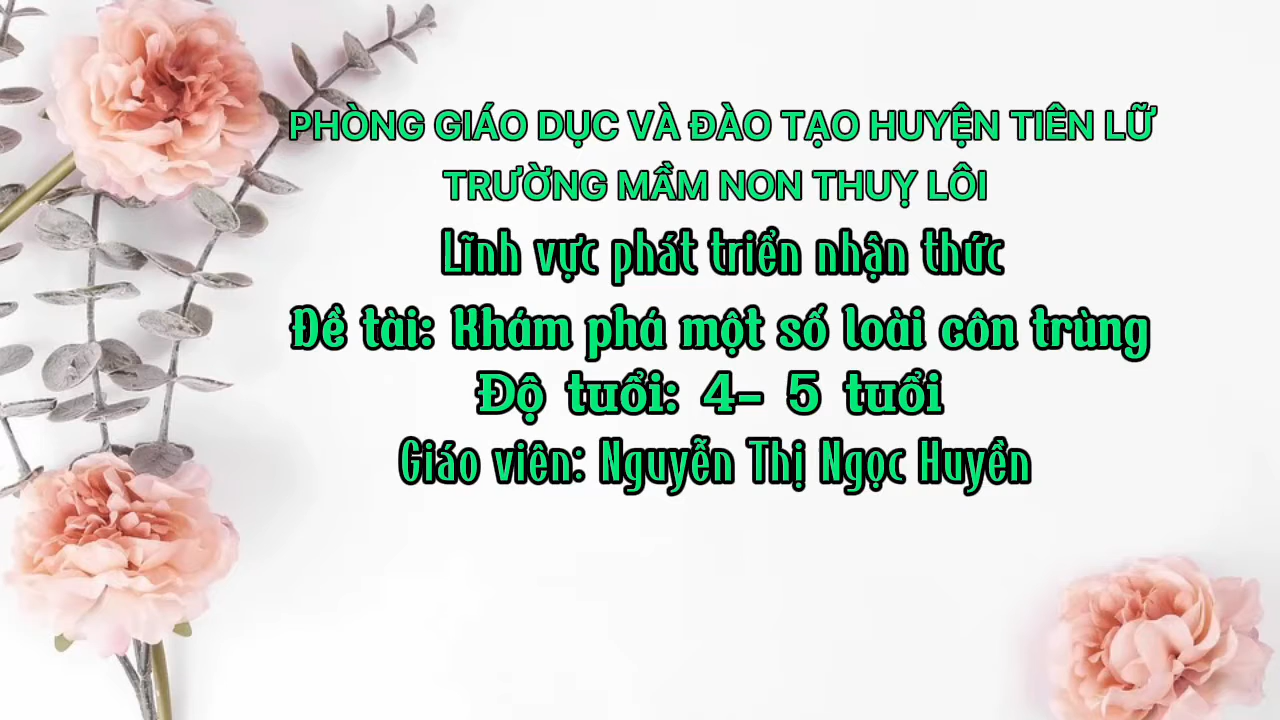 PHÒNG GIÁO DỤC VÀ ĐÀO TẠO HUYỆN TIÊN LỮ
TRƯỜNG MẦM NON THUỴ LÔI
Lĩnh vực phát triển nhận thức
Đề tài: Khám phá một số loài côn trùng
Độ tuổi: 4- 5 tuổi
Giáo viên: Nguyễn Thị Ngọc Huyền